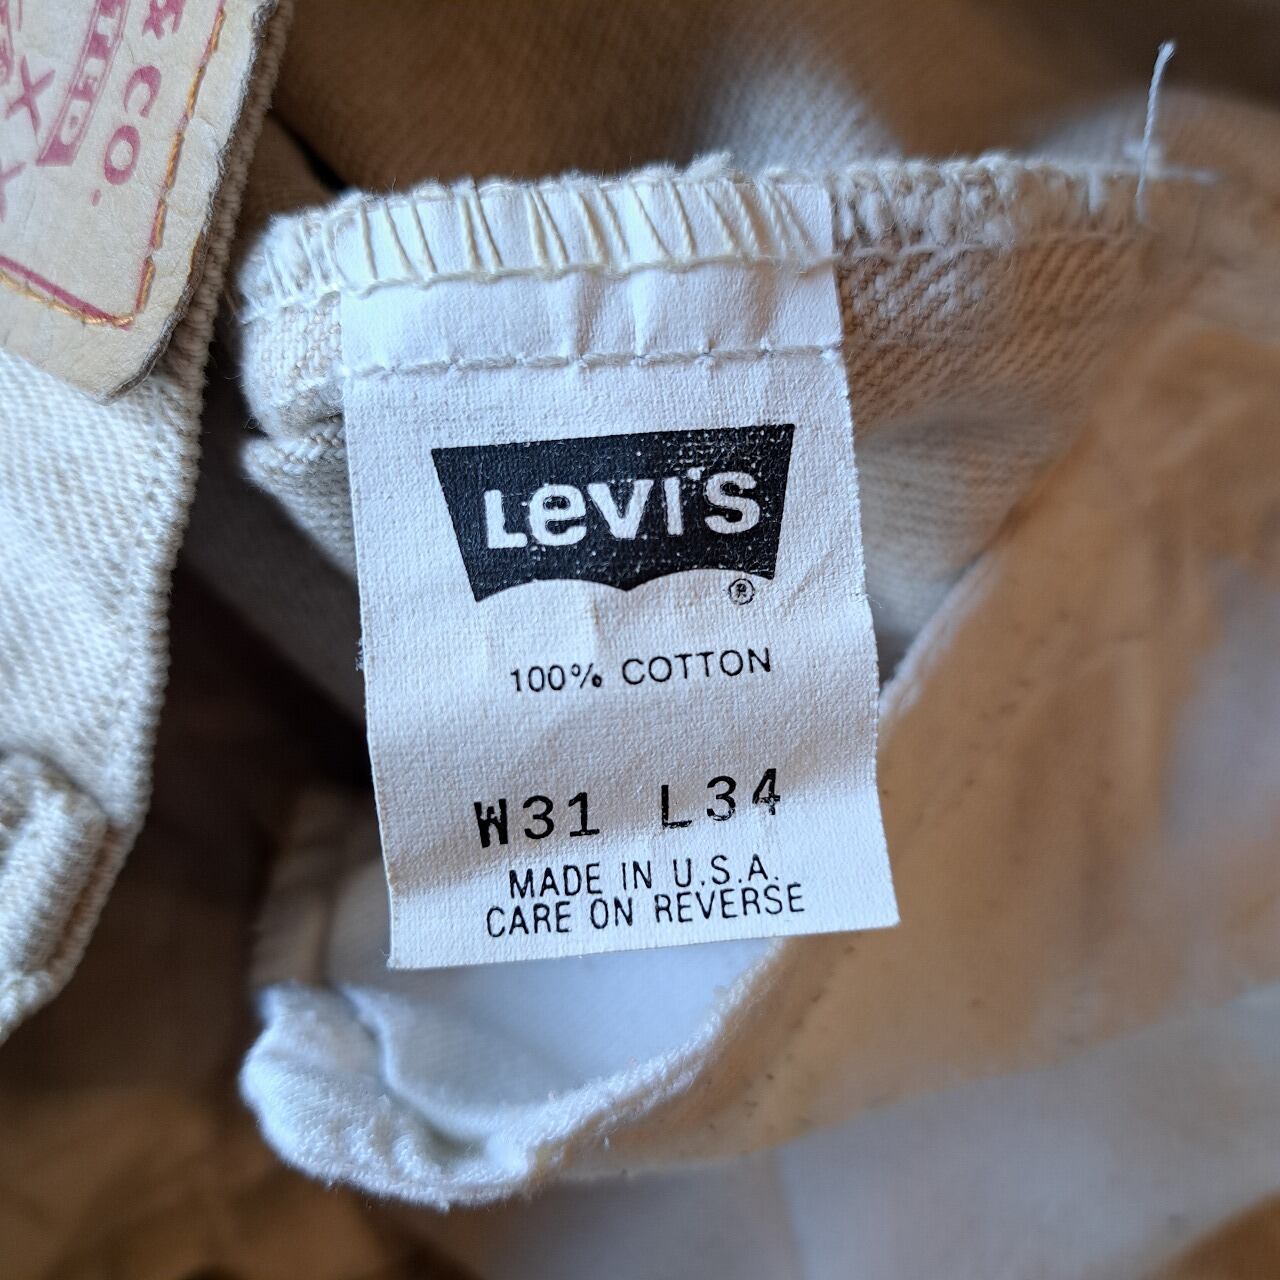 & CO.
LEVI'S
®
100% COTTON
W31 L34
MADE IN U.S.A.
CARE ON REVERSE